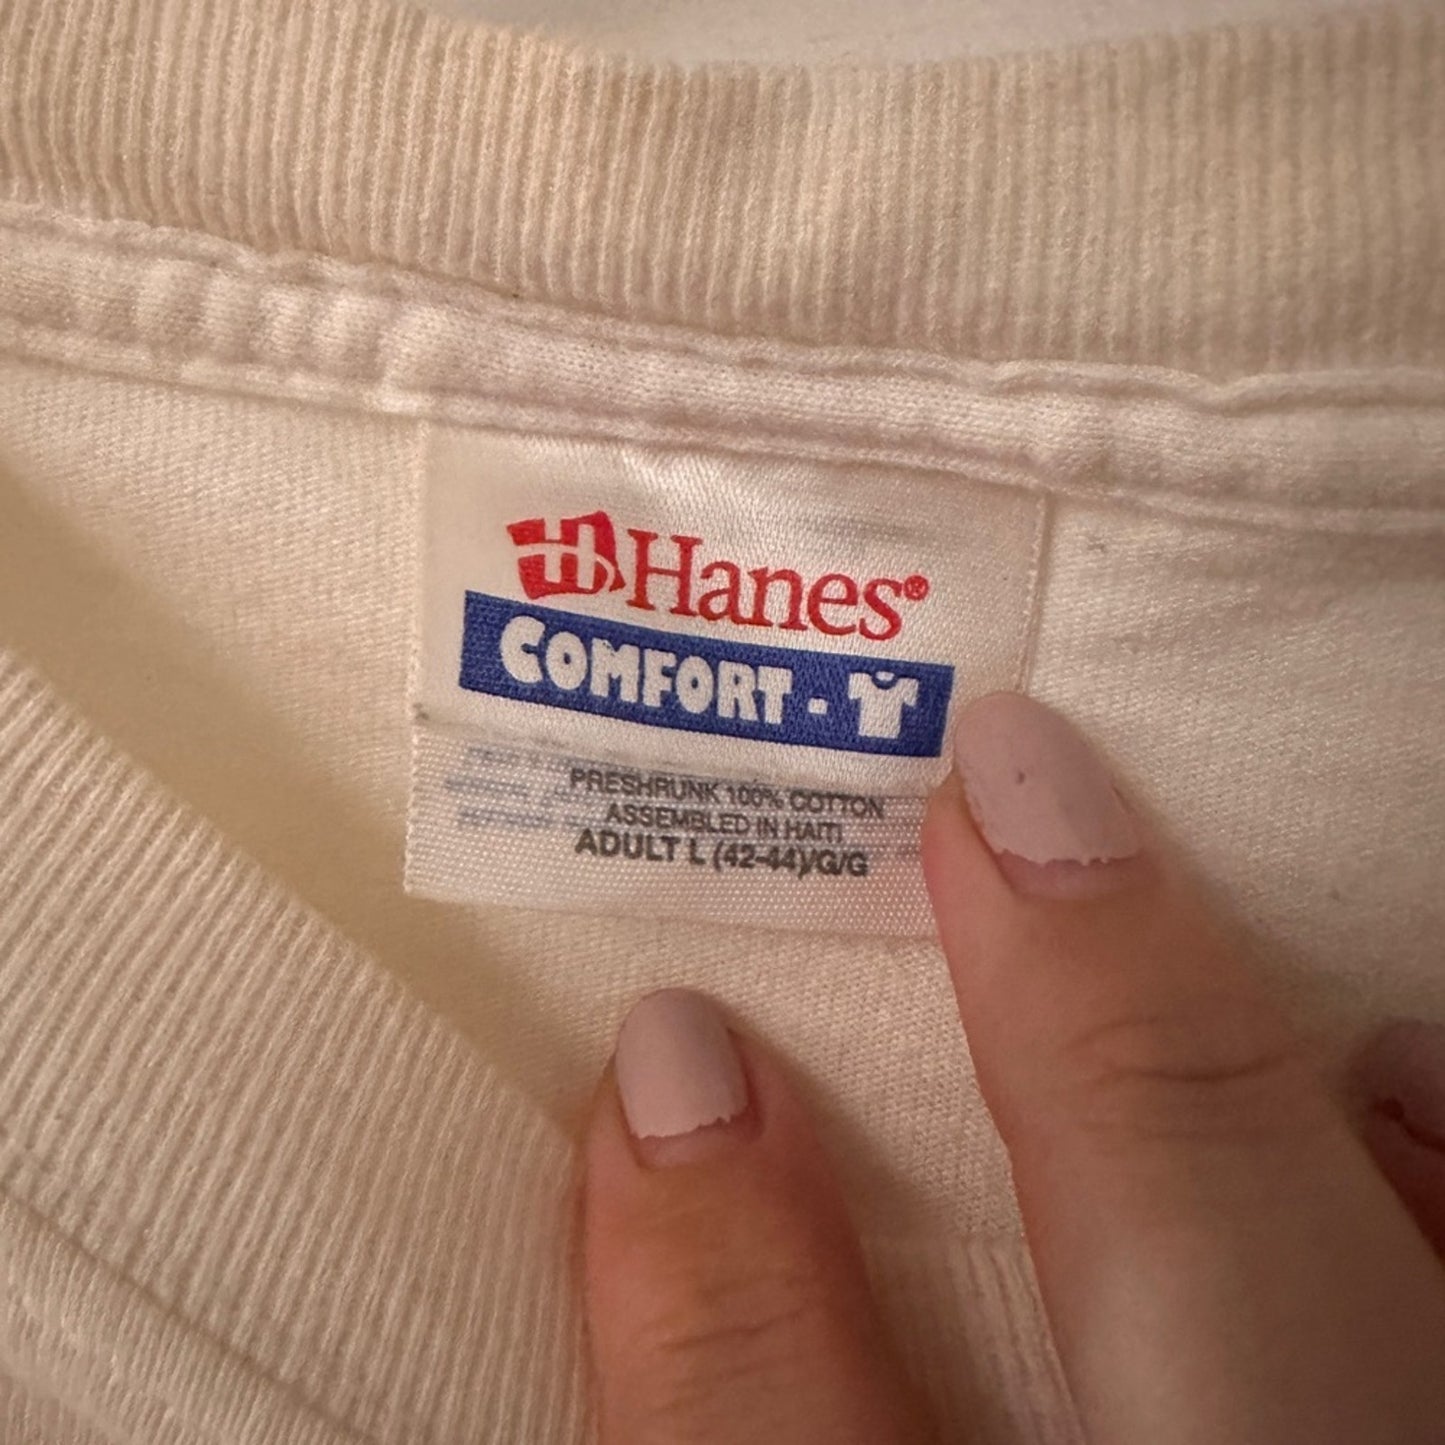 H Hanes®
COMFORT - T
PRESHRUNK 100% COTTON
ASSEMBLED IN HAITI
ADULT L (42-44)/G/G